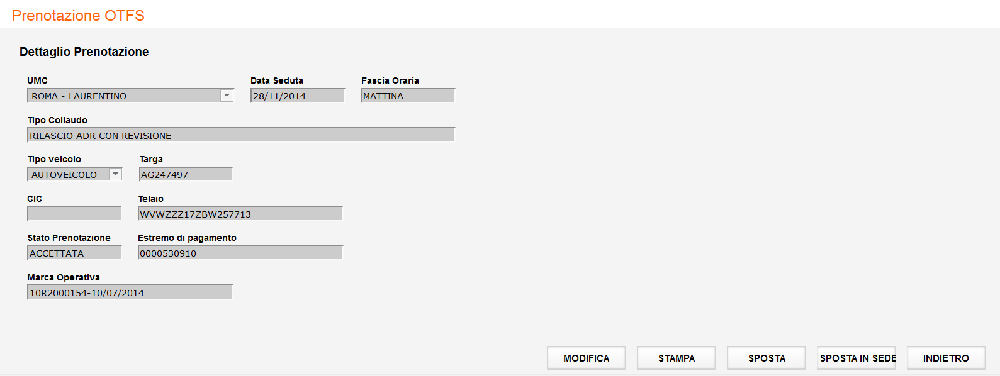 Prenotazione OTFS
Dettaglio Prenotazione
UMC Data Seduta Fascia Oraria
ROMA - LAURENTINO 28/11/2014 MATTINA
Tipo Collaudo
RILASCIO ADR CON REVISIONE
Tipo veicolo Targa
AUTOVEICOLO AG247497
CIC Telaio
WVWZZZ17ZBW257713
Stato Prenotazione Estremo di pagamento
ACCETTATA 0000530910
Marca Operativa
10R2000154-10/07/2014
MODIFICA STAMPA SPOSTA SPOSTA IN SEDE INDIETRO